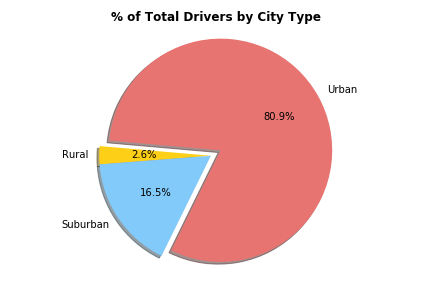 % of Total Drivers by City Type
Urban
80.9%
Rural
2.6%
16.5%
Suburban